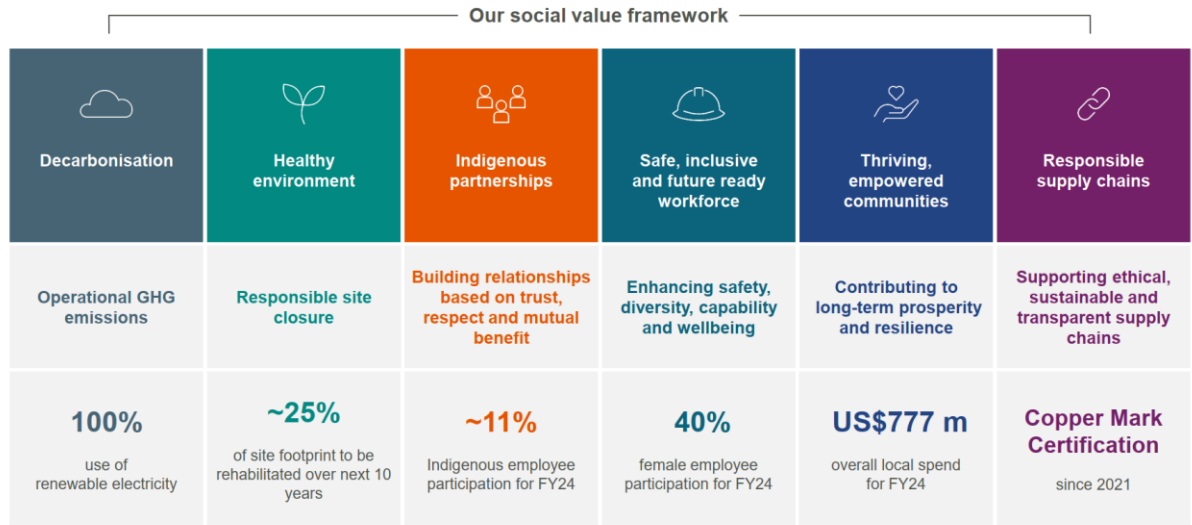 Our social value framework
Decarbonisation
Healthy
environment
Indigenous
partnerships
Safe, inclusive
and future ready
workforce
Thriving,
empowered
communities
Responsible
supply chains
Operational GHG
emissions
Responsible site
closure
Building relationships
based on trust,
respect and mutual
benefit
Enhancing safety,
diversity, capability
and wellbeing
Contributing to
long-term prosperity
and resilience
Supporting ethical,
sustainable and
transparent supply
chains
100%
use of
renewable electricity
~25%
of site footprint to be
rehabilitated over next 10
years
~11%
Indigenous employee
participation for FY24
40%
female employee
participation for FY24
US$777 m
overall local spend
for FY24
Copper Mark
Certification
since 2021